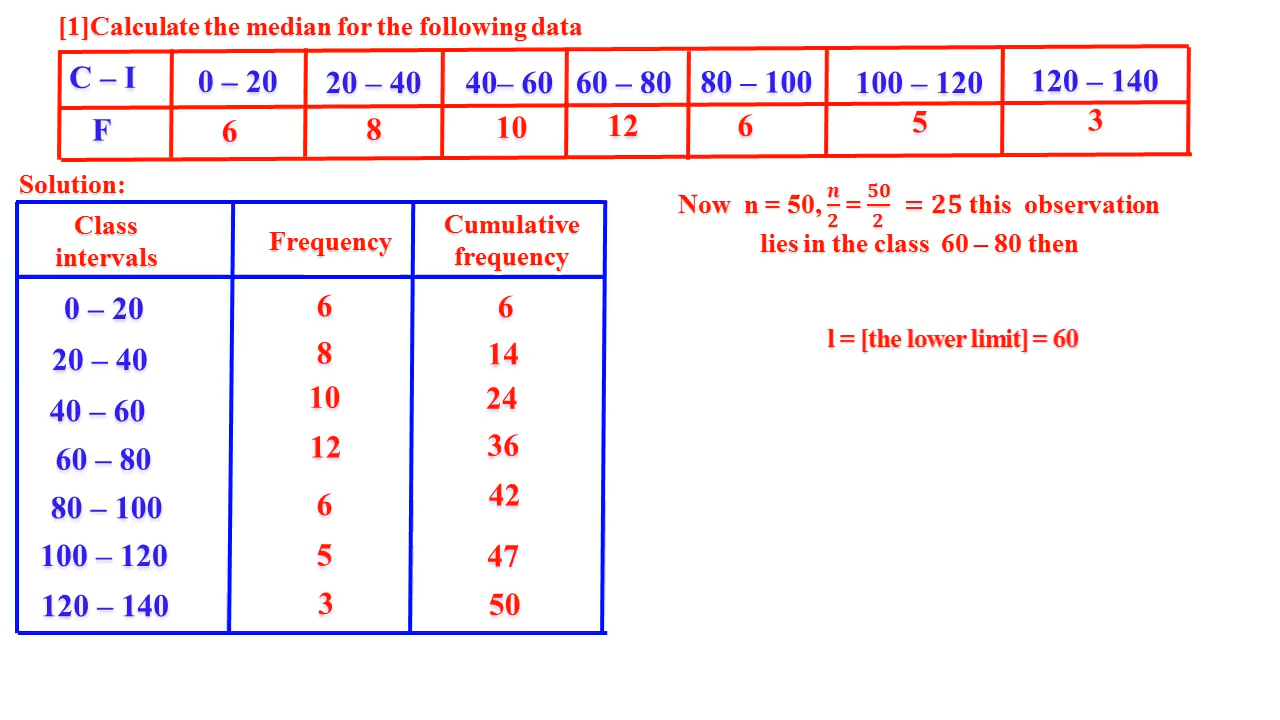 [1]Calculate the median for the following data
C – I 0 – 20 20 – 40 40– 60 60 – 80 80 – 100 100 – 120 120 – 140
F 6 8 10 12 6 5 3
Solution:
Class intervals Frequency Cumulative frequency
0 – 20 6 6
20 – 40 8 14
40 – 60 10 24
60 – 80 12 36
80 – 100 6 42
100 – 120 5 47
120 – 140 3 50
Now n = 50, n/2 = 50/2 = 25 this observation
lies in the class 60 – 80 then
l = [the lower limit] = 60